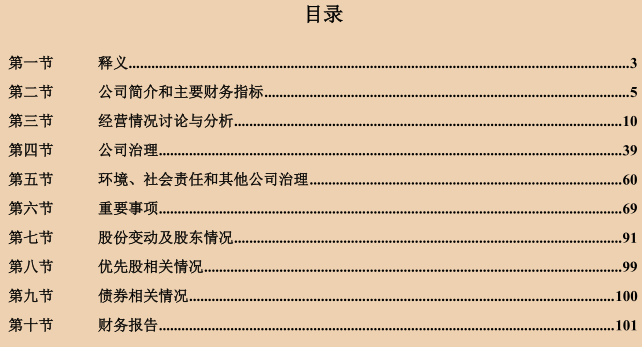 目录
第一节 释义........................................................................................................................................3
第二节 公司简介和主要财务指标....................................................................................................5
第三节 经营情况讨论与分析..........................................................................................................10
第四节 公司治理..............................................................................................................................39
第五节 环境、社会责任和其他公司治理......................................................................................60
第六节 重要事项..............................................................................................................................69
第七节 股份变动及股东情况..........................................................................................................91
第八节 优先股相关情况..................................................................................................................99
第九节 债券相关情况....................................................................................................................100
第十节 财务报告............................................................................................................................101